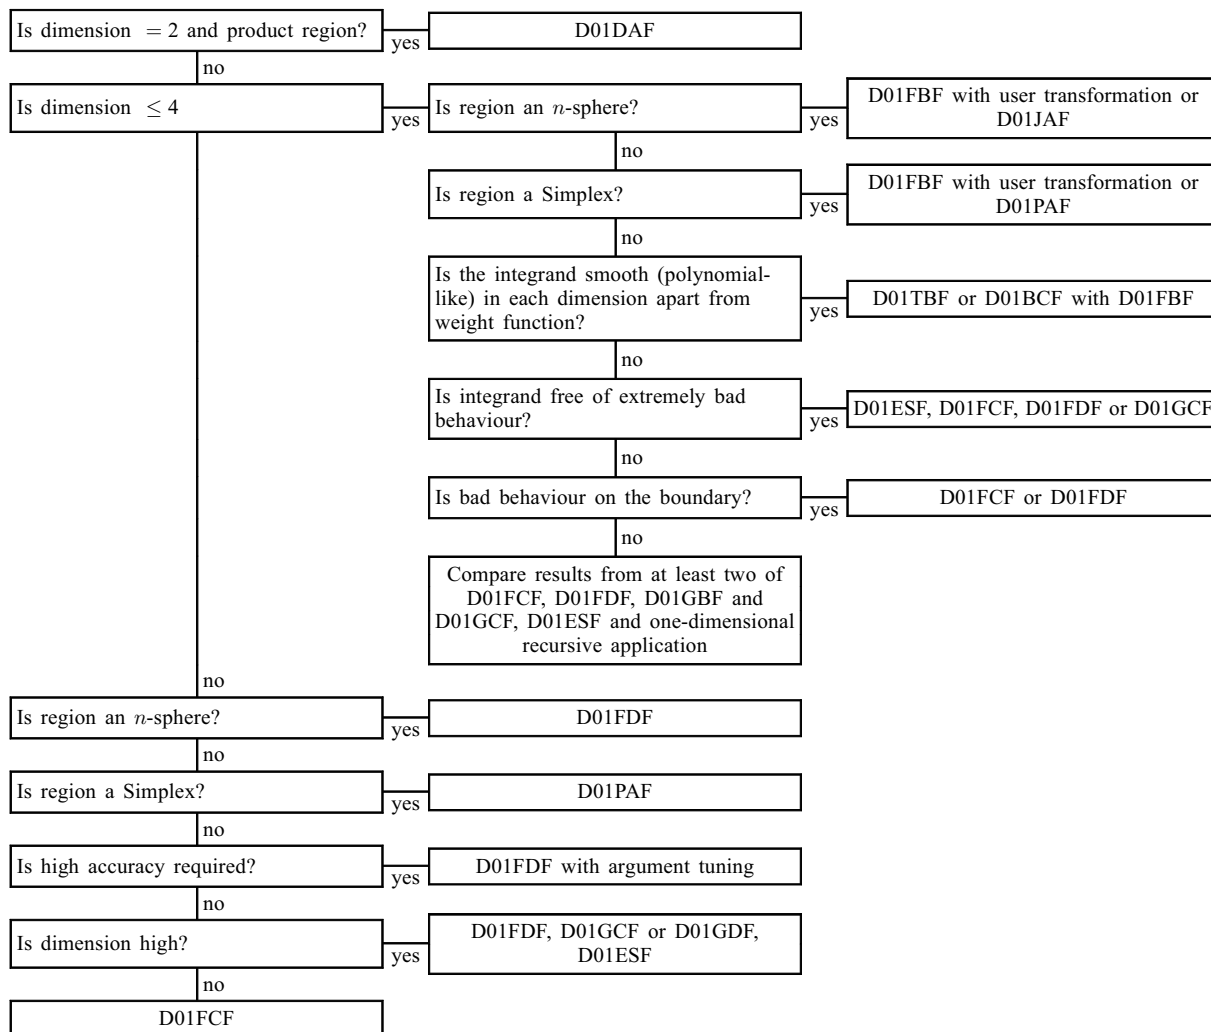 Is dimension = 2 and product region?
yes
D01DAF
no
Is dimension ≤ 4
yes
Is region an n-sphere?
yes
D01FBF with user transformation or
D01JAF
no
Is region a Simplex?
yes
D01FBF with user transformation or
D01PAF
no
Is the integrand smooth (polynomial-
like) in each dimension apart from
weight function?
yes
D01TBF or D01BCF with D01FBF
no
Is integrand free of extremely bad
behaviour?
yes
D01ESF, D01FCF, D01FDF or D01GCF
no
Is bad behaviour on the boundary?
yes
D01FCF or D01FDF
no
Compare results from at least two of
D01FCF, D01FDF, D01GBF and
D01GCF, D01ESF and one-dimensional
recursive application
no
Is region an n-sphere?
yes
D01FDF
no
Is region a Simplex?
yes
D01PAF
no
Is high accuracy required?
yes
D01FDF with argument tuning
no
Is dimension high?
yes
D01FDF, D01GCF or D01GDF,
D01ESF
no
D01FCF